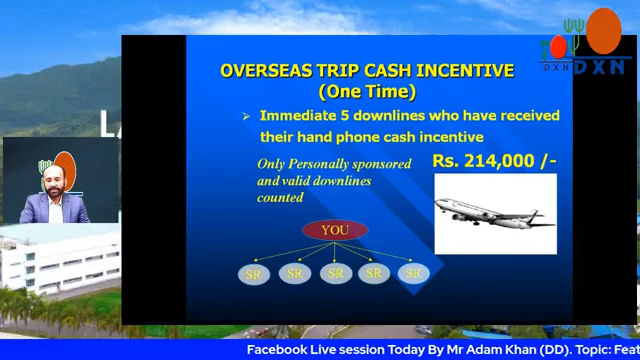 DXN
DXN
LA
OVERSEAS TRIP CASH INCENTIVE
(One Time)
Immediate 5 downlines who have received
their hand phone cash incentive
Only Personally sponsored
and valid downlines
counted
Rs. 214,000 /-
YOU
SR SR SR SR SR
Facebook Live session Today By Mr Adam Khan (DD). Topic: Feat